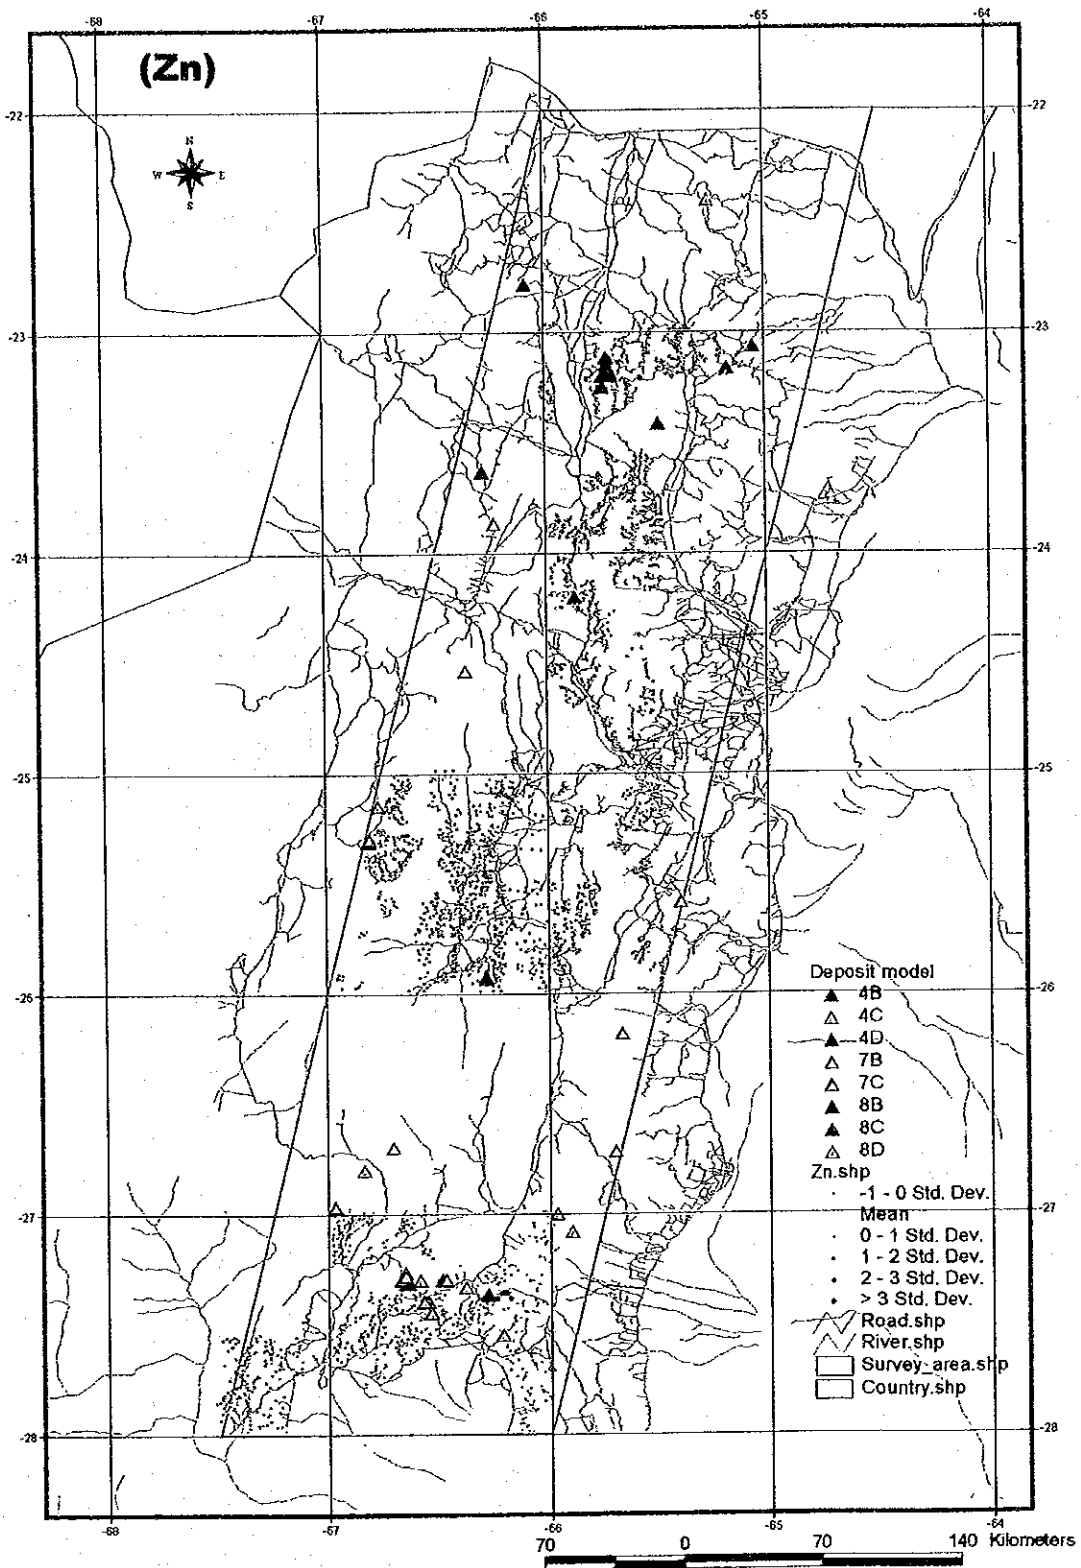 -68 -67 -66 -65 -64
(Zn)
-22 -22
N
W E
S
-23 -23
-24 -24
-25 -25
Deposit model
4B
-26 -26
4C
4D
7B
7C
8B
8C
8D
Zn.shp
-1 - 0 Std. Dev.
-27 Mean -27
0 - 1 Std. Dev.
1 - 2 Std. Dev.
2 - 3 Std. Dev.
> 3 Std. Dev.
Road.shp
River.shp
Survey_area.shp
Country.shp
-28 -28
-68 -67 -66 -65 -64
70 0 70 140 Kilometers